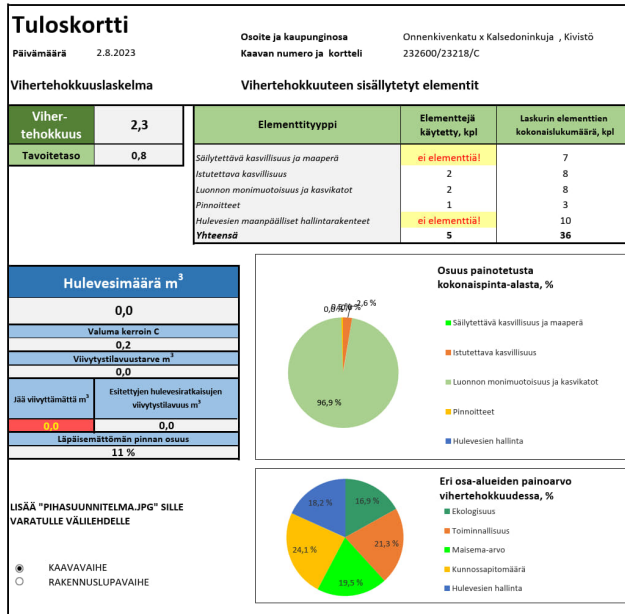 Tuloskortti
Päivämäärä 2.8.2023
Osoite ja kaupunginosa Onnenkivenkatu x Kalsedoninkuja , Kivistö
Kaavan numero ja kortteli 232600/23218/C
Vihertehokkuuslaskelma
Vihertehokkuuteen sisällytetyt elementit
Viher-
tehokkuus 2,3
Tavoitetaso 0,8
Elementtityyppi Elementtejä käytetty, kpl Laskurin elementtien kokonaislukumäärä, kpl
Säilytettävä kasvillisuus ja maaperä ei elementtiä! 7
Istutettava kasvillisuus 2 8
Luonnon monimuotoisuus ja kasvikatot 2 8
Pinnoitteet 1 3
Hulevesien maanpäälliset hallintarakenteet ei elementtiä! 10
Yhteensä 5 36
Hulevesimäärä m³
0,0
Valuma kerroin C
0,2
Viivytystilavuustarve m³
0,0
Jää viivyttämättä m³ Esitettyjen hulevesiratkaisujen viivytystilavuus m³
0,0 0,0
Läpäisemättömän pinnan osuus
11 %
Osuus painotetusta
kokonaispinta-alasta, %
2,6 %
96,9 %
Säilytettävä kasvillisuus ja maaperä
Istutettava kasvillisuus
Luonnon monimuotoisuus ja kasvikatot
Pinnoitteet
Hulevesien hallinta
LISÄÄ "PIHASUUNNITELMA.JPG" SILLE
VARATULLE VÄLILEHDELLE
KAAVAVAIHE
RAKENNUSLUPAVAIHE
Eri osa-alueiden painoarvo
vihertehokkuudessa, %
18,2 % 16,9 %
24,1 % 21,3 %
19,5 %
Ekologisuus
Toiminnallisuus
Maisema-arvo
Kunnossapitomäärä
Hulevesien hallinta